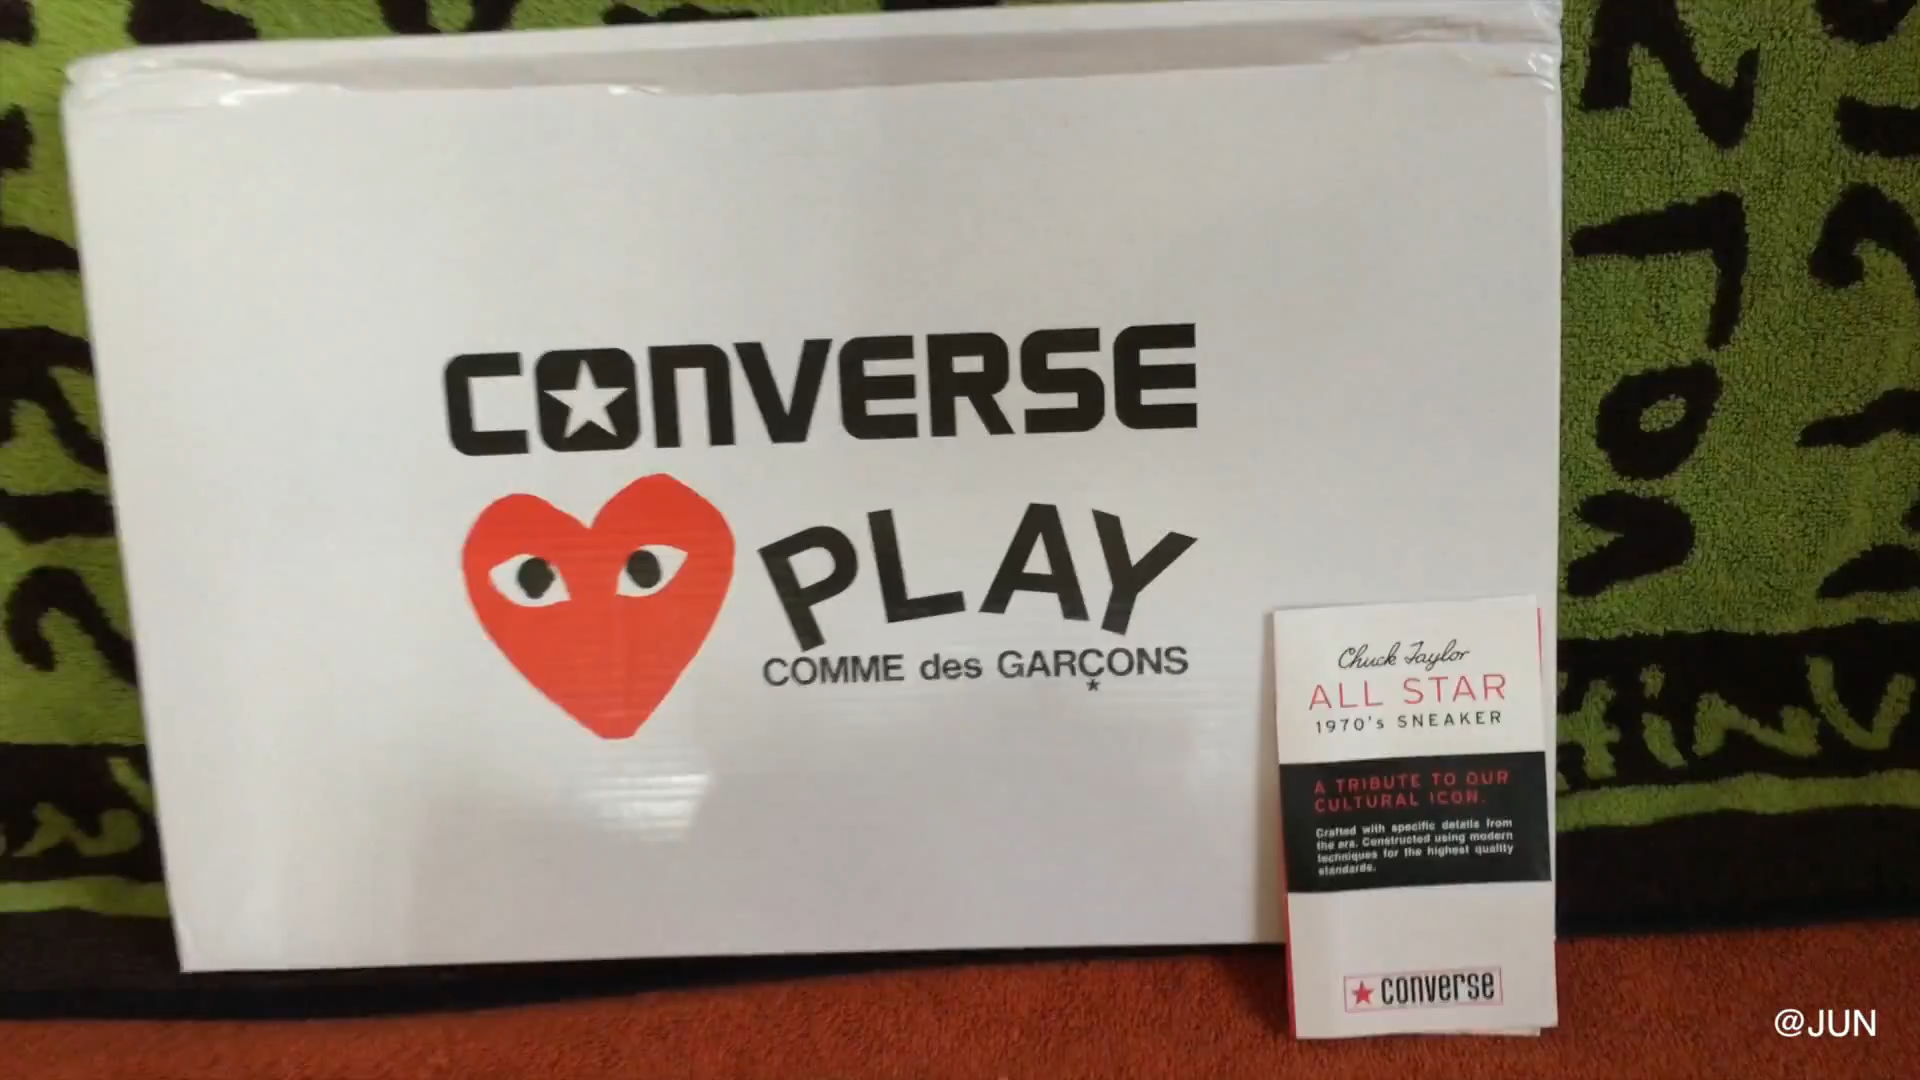 CONVERSE
PLAY
COMME des GARÇONS
*
Chuck Taylor
ALL STAR
1970's SNEAKER
A TRIBUTE TO OUR
CULTURAL ICON.
Crafted with specific details from
the era. Constructed using modern
techniques for the highest quality
standards.
converse
@JUN